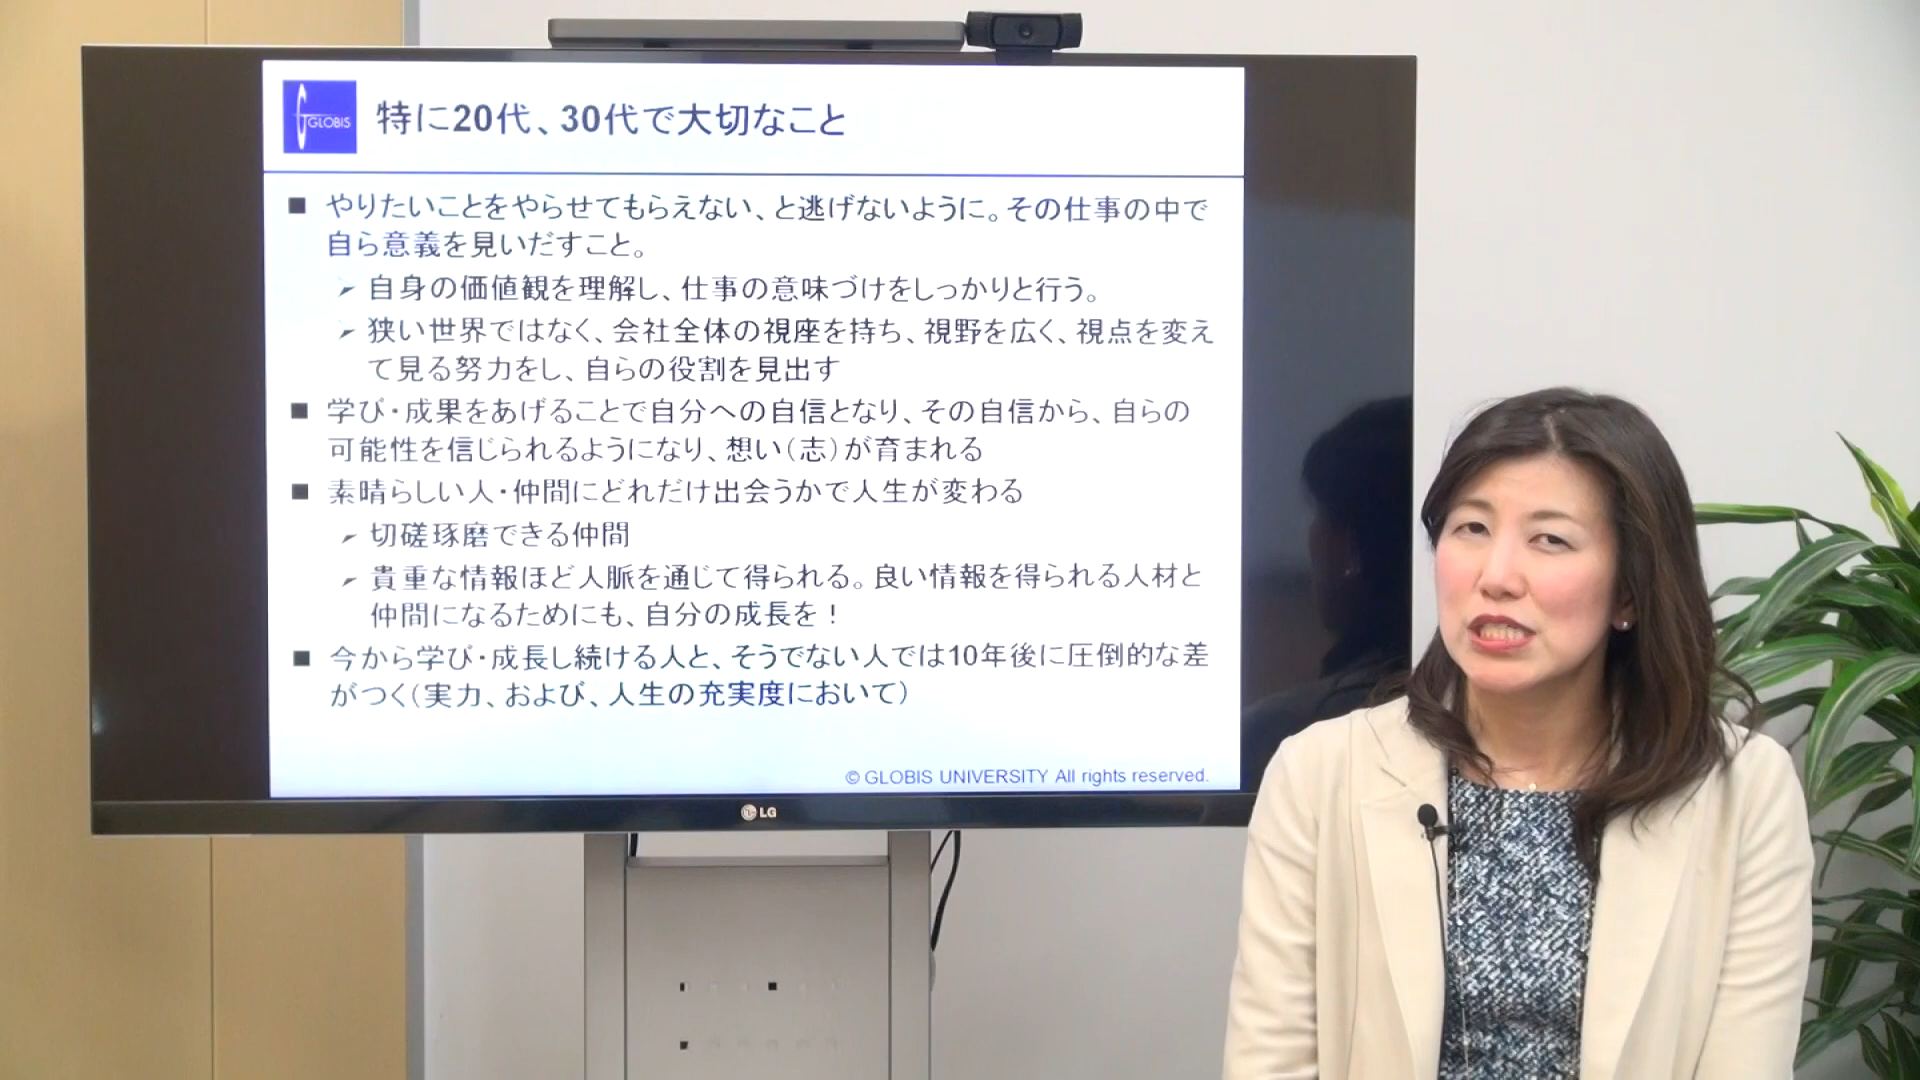 GLOBIS
特に20代、30代で大切なこと
■ やりたいことをやらせてもらえない、と逃げないように。その仕事の中で
自ら意義を見いだすこと。
➢ 自身の価値観を理解し、仕事の意味づけをしっかりと行う。
➢ 狭い世界ではなく、会社全体の視座を持ち、視野を広く、視点を変え
て見る努力をし、自らの役割を見出す
■ 学び・成果をあげることで自分への自信となり、その自信から、自らの
可能性を信じられるようになり、想い（志）が育まれる
■ 素晴らしい人・仲間にどれだけ出会うかで人生が変わる
➢ 切磋琢磨できる仲間
➢ 貴重な情報ほど人脈を通じて得られる。良い情報を得られる人材と
仲間になるためにも、自分の成長を！
■ 今から学び・成長し続ける人と、そうでない人では10年後に圧倒的な差
がつく（実力、および、人生の充実度において）
© GLOBIS UNIVERSITY All rights reserved.
LG